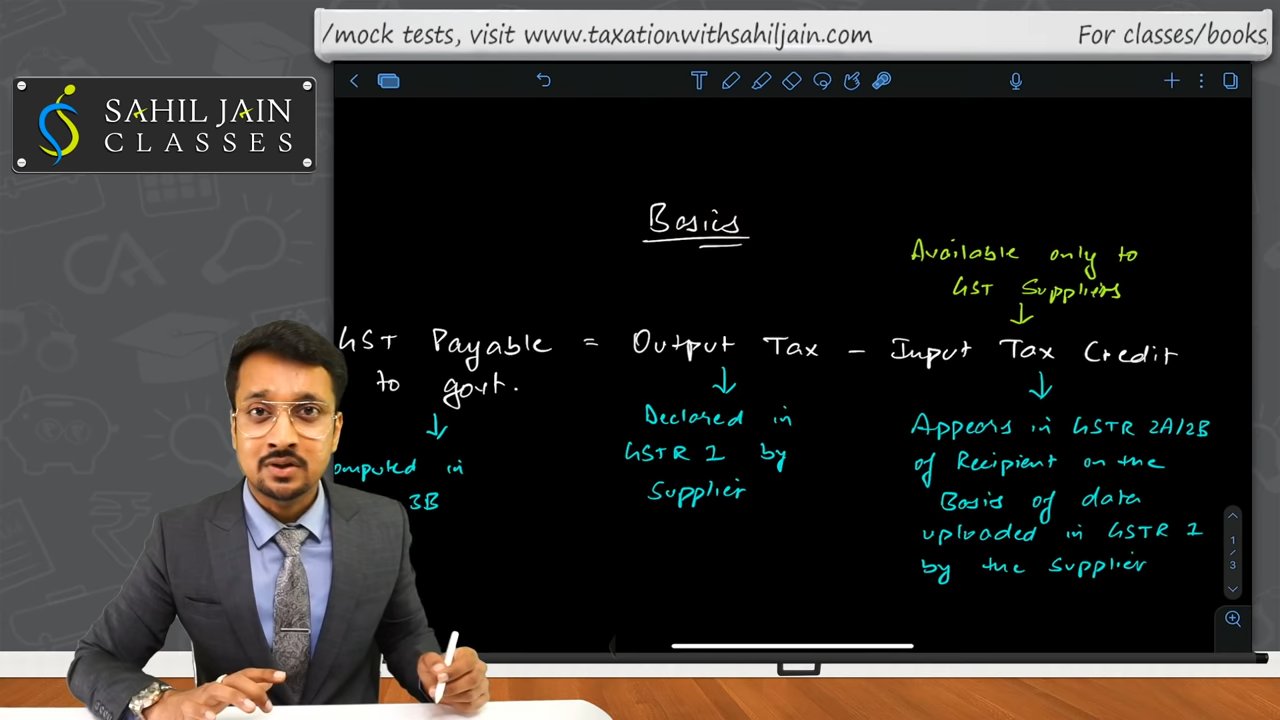 /mock tests, visit www.taxationwithsahiljain.com
For classes/books,
SAHIL JAIN
CLASSES
Basics
Available only to
GST Suppliers
GST Payable = Output Tax - Input Tax Credit
to govt.
Declared in
GSTR 1 by
Supplier
Appears in GSTR 2A/2B
of Recipient on the
Basis of data
uploaded in GSTR 1
by the supplier
omputed in
3B
1
/
3